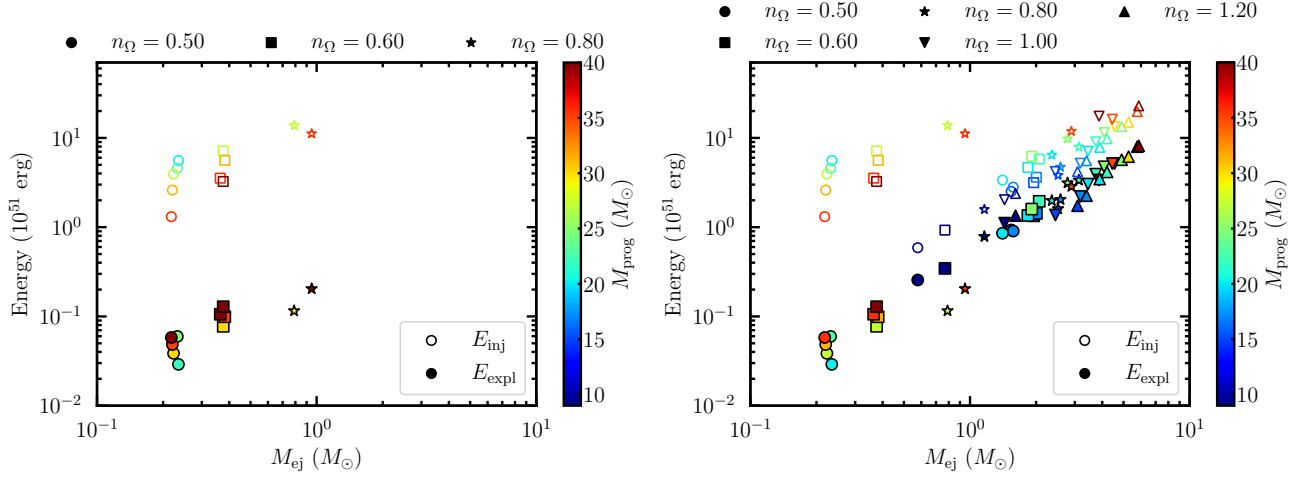 n_Ω = 0.50 n_Ω = 0.60 n_Ω = 0.80
Energy (10^51 erg)
10^1
10^0
10^−1
10^−2
10^−1 10^0 10^1
M_ej (M_⊙)
E_inj
E_expl
40
35
30
25
20
15
10
M_prog (M_⊙)
n_Ω = 0.50 n_Ω = 0.80 n_Ω = 1.20
n_Ω = 0.60 n_Ω = 1.00
Energy (10^51 erg)
10^1
10^0
10^−1
10^−2
10^−1 10^0 10^1
M_ej (M_⊙)
E_inj
E_expl
40
35
30
25
20
15
10
M_prog (M_⊙)